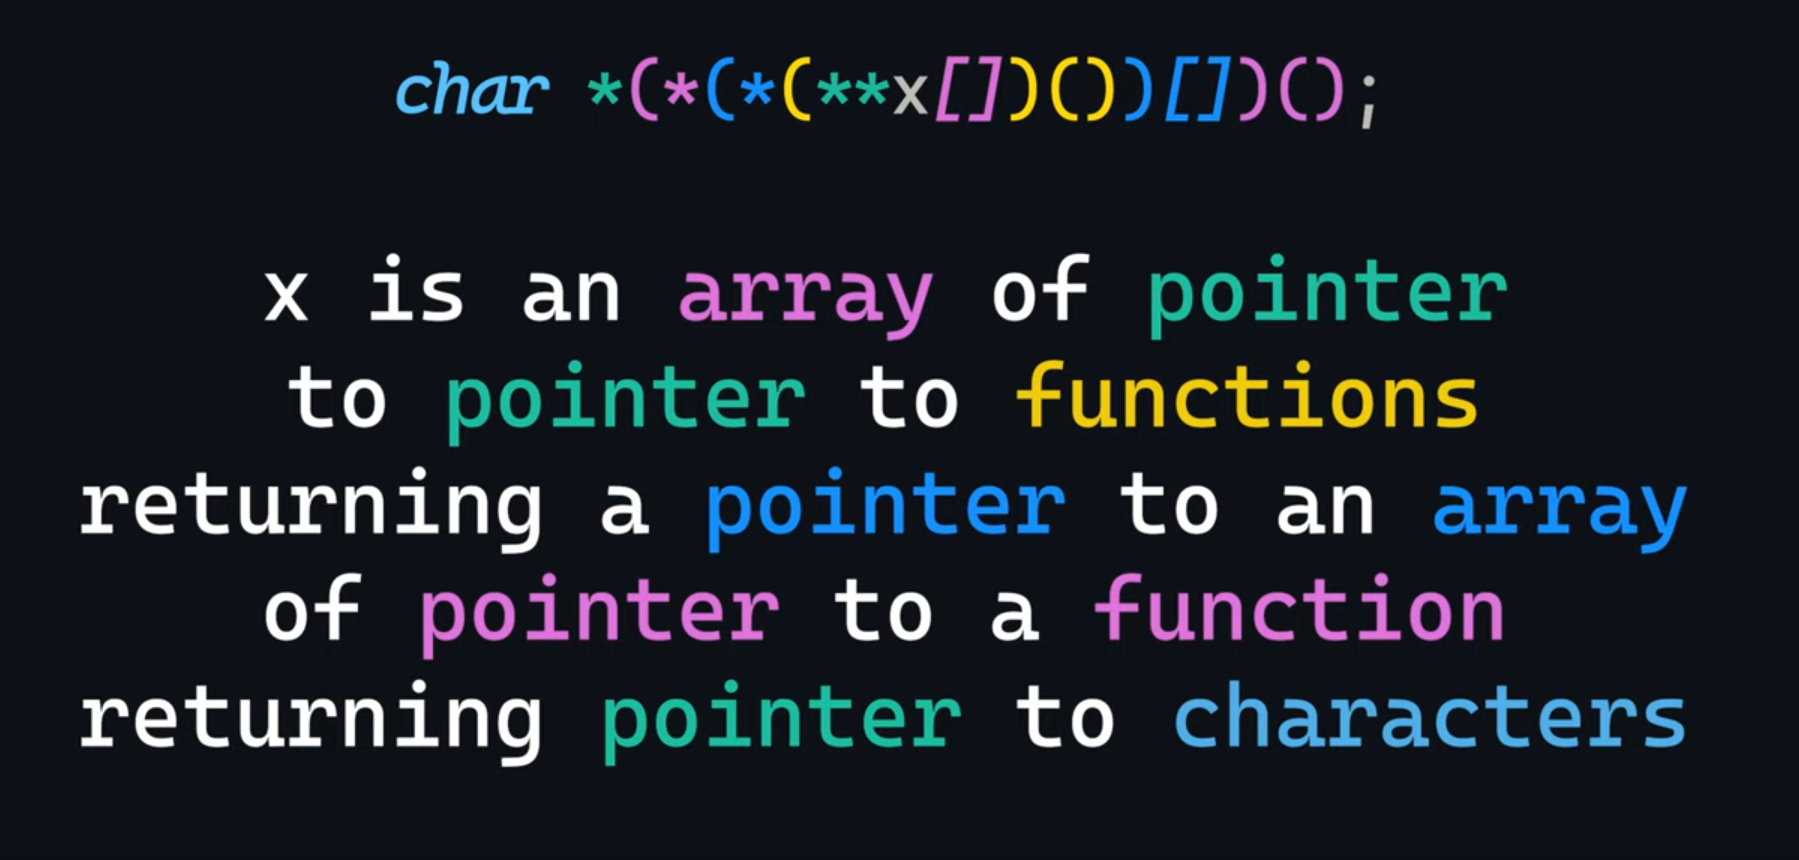 char *(*(*(**x[])())[])();
x is an array of pointer
to pointer to functions
returning a pointer to an array
of pointer to a function
returning pointer to characters